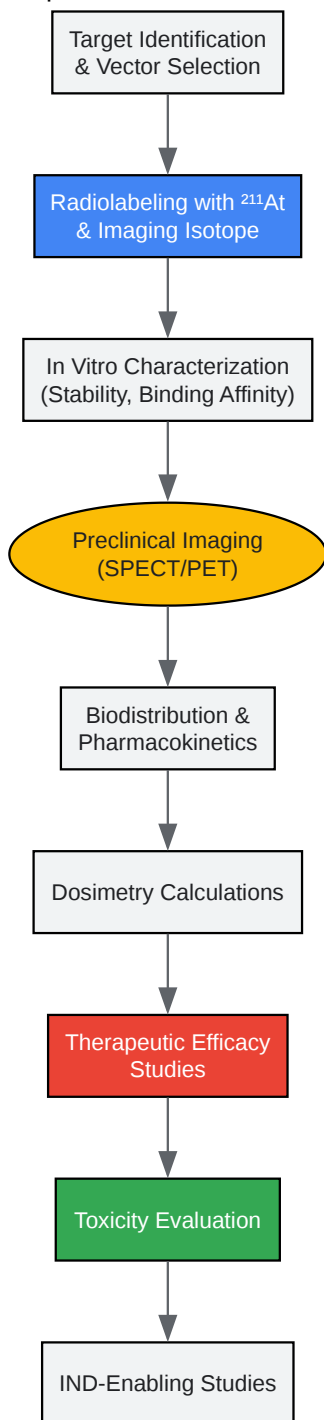 Target Identification
& Vector Selection
Radiolabeling with ²¹¹At
& Imaging Isotope
In Vitro Characterization
(Stability, Binding Affinity)
Preclinical Imaging
(SPECT/PET)
Biodistribution &
Pharmacokinetics
Dosimetry Calculations
Therapeutic Efficacy
Studies
Toxicity Evaluation
IND-Enabling Studies